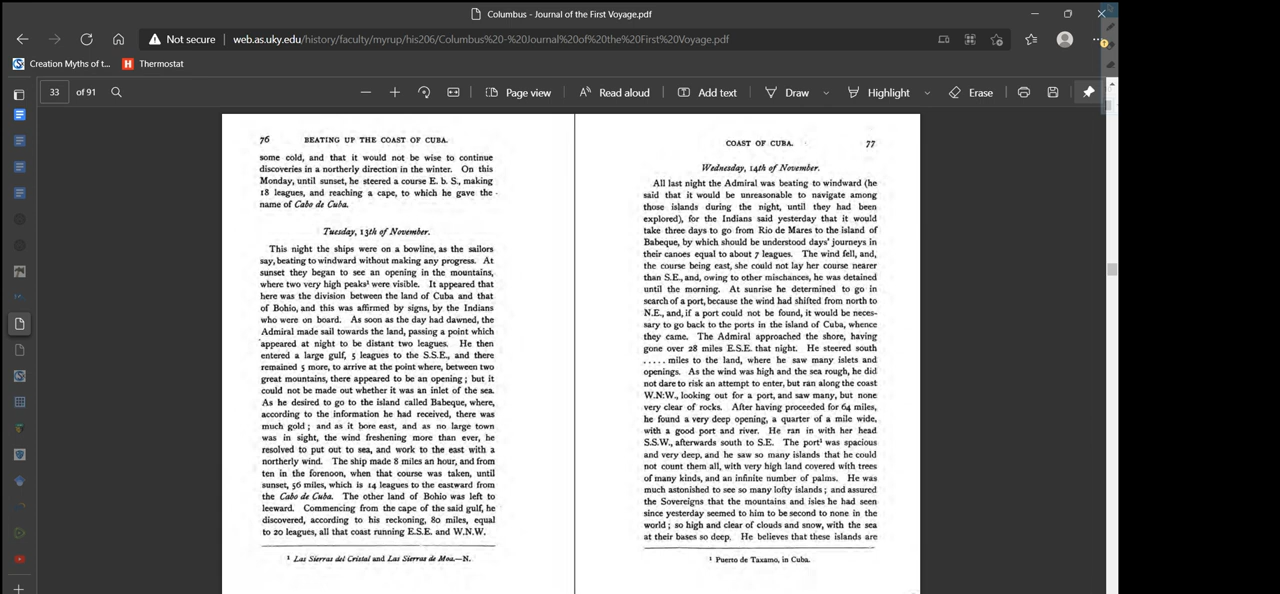 Columbus - Journal of the First Voyage.pdf
Not secure
web.as.uky.edu/history/faculty/myrup/his206/Columbus%20-%20Journal%20of%20the%20First%20Voyage.pdf
Creation Myths of t...
Thermostat
33 of 91
Page view
Read aloud
Add text
Draw
Highlight
Erase
76 BEATING UP THE COAST OF CUBA.
some cold, and that it would not be wise to continue
discoveries in a northerly direction in the winter. On this
Monday, until sunset, he steered a course E. b. S., making
18 leagues, and reaching a cape, to which he gave the
name of Cabo de Cuba.
Tuesday, 13th of November.
This night the ships were on a bowline, as the sailors
say, beating to windward without making any progress. At
sunset they began to see an opening in the mountains,
where two very high peaks¹ were visible. It appeared that
here was the division between the land of Cuba and that
of Bohio, and this was affirmed by signs, by the Indians
who were on board. As soon as the day had dawned, the
Admiral made sail towards the land, passing a point which
appeared at night to be distant two leagues. He then
entered a large gulf, 5 leagues to the S.S.E., and there
remained 5 more, to arrive at the point where, between two
great mountains, there appeared to be an opening; but it
could not be made out whether it was an inlet of the sea.
As he desired to go to the island called Babeque, where,
according to the information he had received, there was
much gold; and as it bore east, and as no large town
was in sight, the wind freshening more than ever, he
resolved to put out to sea, and work to the east with a
northerly wind. The ship made 8 miles an hour, and from
ten in the forenoon, when that course was taken, until
sunset, 56 miles, which is 14 leagues to the eastward from
the Cabo de Cuba. The other land of Bohio was left to
leeward. Commencing from the cape of the said gulf, he
discovered, according to his reckoning, 80 miles, equal
to 20 leagues, all that coast running E.S.E. and W.N.W.
¹ Las Sierras del Cristal and Las Sierras de Moa.—N.
COAST OF CUBA. 77
Wednesday, 14th of November.
All last night the Admiral was beating to windward (he
said that it would be unreasonable to navigate among
those islands during the night, until they had been
explored), for the Indians said yesterday that it would
take three days to go from Rio de Mares to the island of
Babeque, by which should be understood days' journeys in
their canoes equal to about 7 leagues. The wind fell, and,
the course being east, she could not lay her course nearer
than S.E., and, owing to other mischances, he was detained
until the morning. At sunrise he determined to go in
search of a port, because the wind had shifted from north to
N.E., and, if a port could not be found, it would be neces-
sary to go back to the ports in the island of Cuba, whence
they came. The Admiral approached the shore, having
gone over 28 miles E.S.E. that night. He steered south
..... miles to the land, where he saw many islets and
openings. As the wind was high and the sea rough, he did
not dare to risk an attempt to enter, but ran along the coast
W.N.W., looking out for a port, and saw many, but none
very clear of rocks. After having proceeded for 64 miles,
he found a very deep opening, a quarter of a mile wide,
with a good port and river. He ran in with her head
S.S.W., afterwards south to S.E. The port¹ was spacious
and very deep, and he saw so many islands that he could
not count them all, with very high land covered with trees
of many kinds, and an infinite number of palms. He was
much astonished to see so many lofty islands; and assured
the Sovereigns that the mountains and isles he had seen
since yesterday seemed to him to be second to none in the
world; so high and clear of clouds and snow, with the sea
at their bases so deep. He believes that these islands are
¹ Puerto de Taxamo, in Cuba.